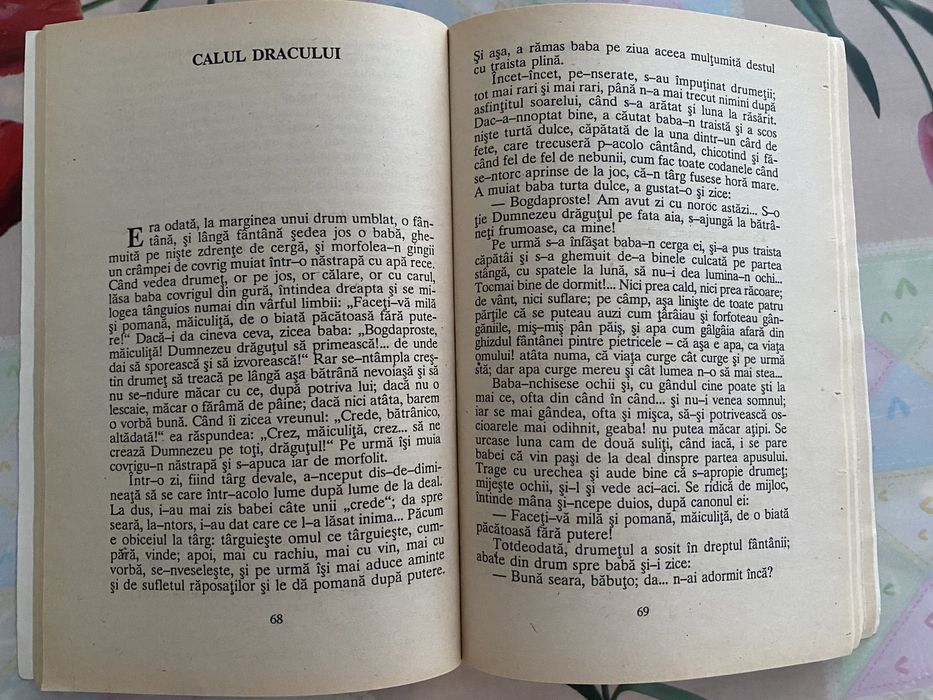 CALUL DRACULUI
Era odată, la marginea unui drum umblat, o fân-
tână, şi lângă fântână şedea jos o babă, ghe-
muită pe nişte zdrenţe de cergă, şi morfolea-n gingii
un crâmpei de covrig muiat într-o năstrapă cu apă rece.
Când vedea drumeţ, or pe jos, or călare, or cu carul,
lăsa baba covrigul din gură, întindea dreapta şi se mi-
logea tânguios numai din vârful limbii: „Faceţi-vă milă
şi pomană, măiculiţă, de o biată păcătoasă fără pute-
re!“ Dacă-i da cineva ceva, zicea baba: „Bogdaproste,
măiculiţă! Dumnezeu drăguţul să primească!... de unde
dai să sporească şi să izvorească!“ Rar se-ntâmpla creş-
tin drumeţ să treacă pe lângă aşa bătrână nevoiaşă şi să
nu se-ndure măcar cu ce, după potriva lui; dacă nu o
lescaie, măcar o fărâmă de pâine; dacă nici atâta, barem
o vorbă bună. Când îi zicea vreunul: „Crede, bătrânico,
altădată!“ ea răspundea: „Crez, măiculiţă, crez... să ne
crează Dumnezeu pe toţi, drăguţul!“ Pe urmă îşi muia
covrigu-n năstrapă şi s-apuca iar de morfolit.
Într-o zi, fiind târg devale, a-nceput dis-de-dimi-
neaţă să se care într-acolo lume după lume de la deal.
La dus, i-au mai zis babei câte unii „crede“; da spre
seară, la-ntors, i-au dat care ce l-a lăsat inima... Păcum
e obiceiul la târg: târguieşte omul ce târguieşte, cum-
pără, vinde; apoi, mai cu rachiu, mai cu vin, mai cu
vorbă, se-nveseleşte, şi pe urmă îşi mai aduce aminte
şi de sufletul răposaţilor şi le dă pomană după putere.
68
Şi aşa, a rămas baba pe ziua aceea mulţumită destul
cu traista plină.
Încet-încet, pe-nserate, s-au împuţinat drumeţii;
tot mai rari şi mai rari, până n-a mai trecut nimini după
asfinţitul soarelui, când s-a arătat şi luna la răsărit.
Dac-a-nnoptat bine, a căutat baba-n traistă şi a scos
nişte turtă dulce, căpătată de la una dintr-un cârd de
fete, care trecuseră p-acolo cântând, chicotind şi fă-
când fel de fel de nebunii, cum fac toate codanele când
se-ntorc aprinse de la joc, că-n târg fusese horă mare.
A muiat baba turta dulce, a gustat-o şi zice:
— Bogdaproste! Am avut zi cu noroc astăzi... S-o
ţie Dumnezeu drăguţul pe fata aia, s-ajungă la bătrâ-
neţi frumoase, ca mine!
Pe urmă s-a înfăşat baba-n cerga ei, şi-a pus traista
căpătâi şi s-a ghemuit de-a binele culcată pe partea
stângă, cu spatele la lună, să nu-i dea lumina-n ochi...
Tocmai bine de dormit!... Nici prea cald, nici prea răcoare;
de vânt, nici suflare; pe câmp, aşa linişte de toate patru
părţile că se puteau auzi cum ţârâiau şi forfoteau gân-
găniile, miş-miş pân păiş, şi apa cum gâlgâia afară din
ghizdul fântânei pintre pietricele – că aşa e apa, ca viaţa
omului! atâta numa, că viaţa curge cât curge şi pe urmă
stă; dar apa curge mereu şi cât lumea n-o să mai stea...
Baba-nchisese ochii şi, cu gândul cine poate şti la
mai ce, ofta din când în când... şi nu-i venea somnul;
iar se mai gândea, ofta şi mişca, să-şi potrivească os-
cioarele mai odihnit, geaba! nu putea măcar aţipi. Se
urcase luna cam de două suliţi, când iacă, i se pare
babei că vin paşi de la deal dinspre partea apusului.
Trage cu urechea şi aude bine că s-apropie drumeţ;
mijeşte ochii, şi-l şi vede aci-aci. Se ridică de mijloc,
întinde mâna şi-ncepe duios, după canonul ei:
— Faceţi-vă milă şi pomană, măiculiţă, de o biată
păcătoasă fără putere!
Totdeodată, drumeţul a sosit în dreptul fântânii;
abate din drum spre babă şi-i zice:
— Bună seara, băbuţo; da... n-ai adormit încă?
69